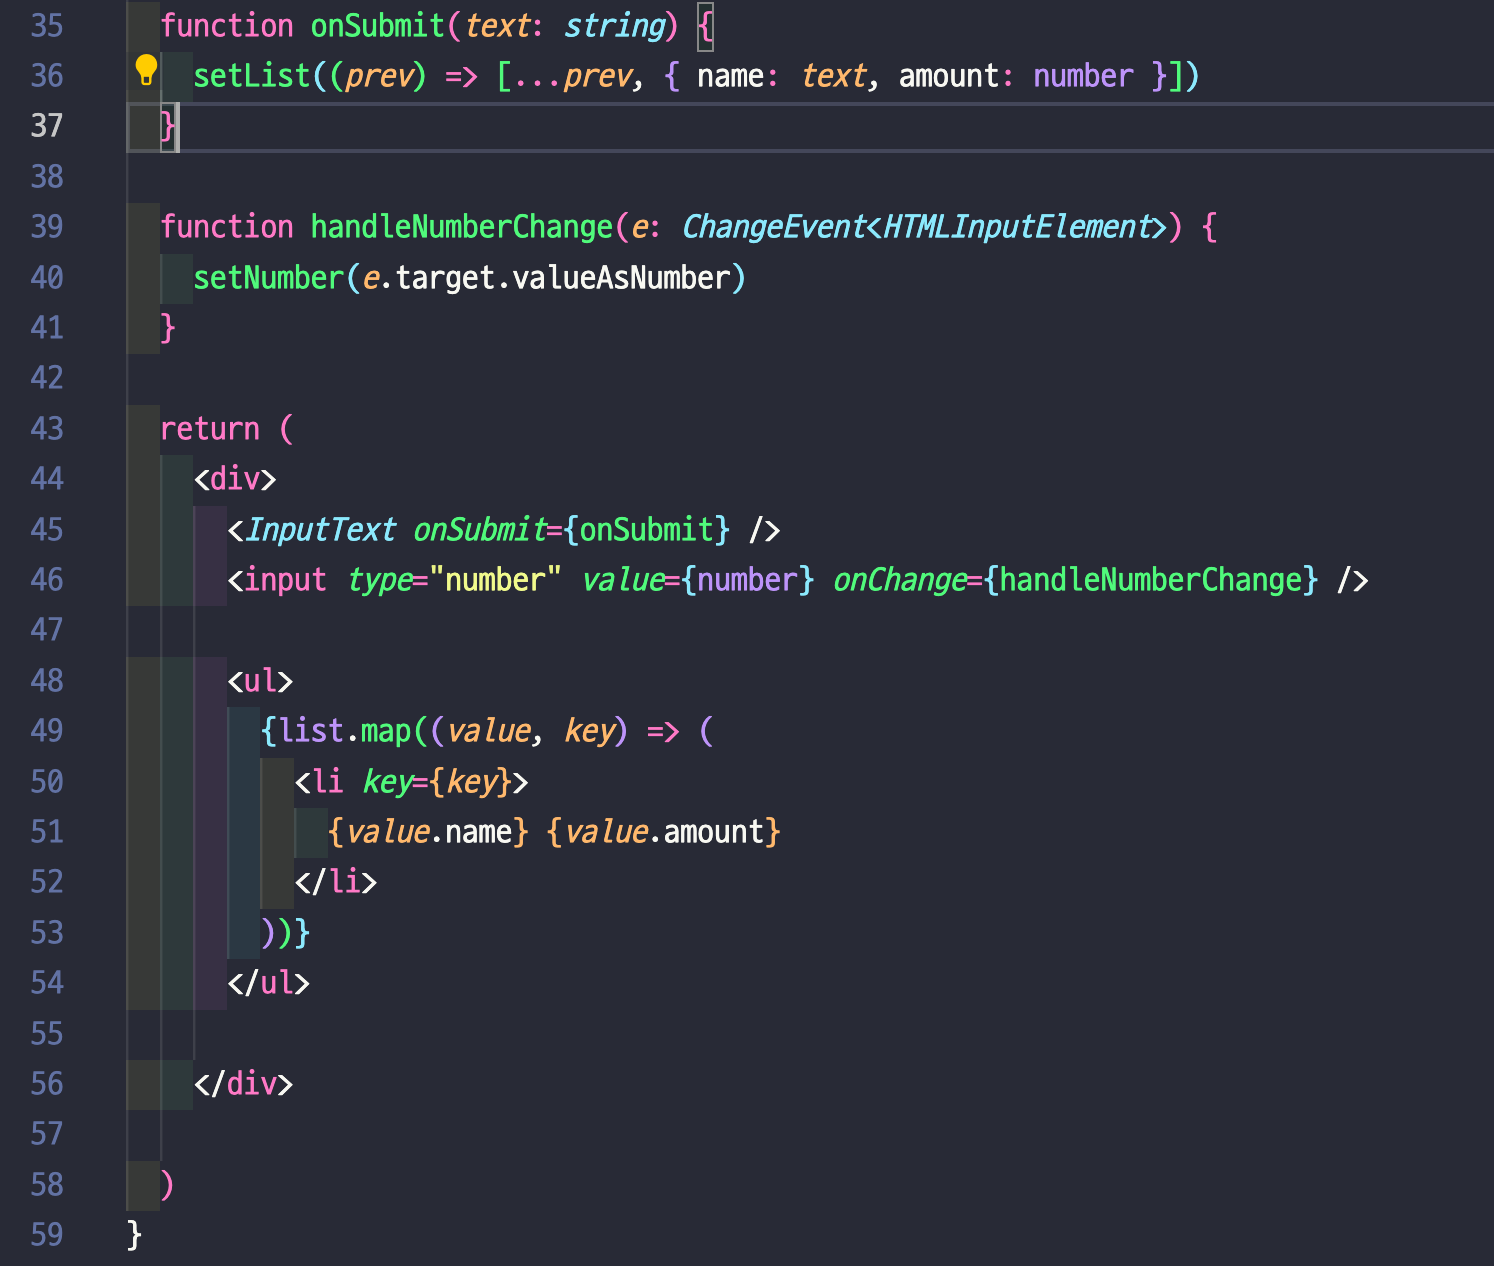 35 function onSubmit(text: string) {
36 setList((prev) => [...prev, { name: text, amount: number }])
37 }
38
39 function handleNumberChange(e: ChangeEvent<HTMLInputElement>) {
40 setNumber(e.target.valueAsNumber)
41 }
42
43 return (
44 <div>
45 <InputText onSubmit={onSubmit} />
46 <input type="number" value={number} onChange={handleNumberChange} />
47
48 <ul>
49 {list.map((value, key) => (
50 <li key={key}>
51 {value.name} {value.amount}
52 </li>
53 ))}
54 </ul>
55
56 </div>
57
58 )
59 }